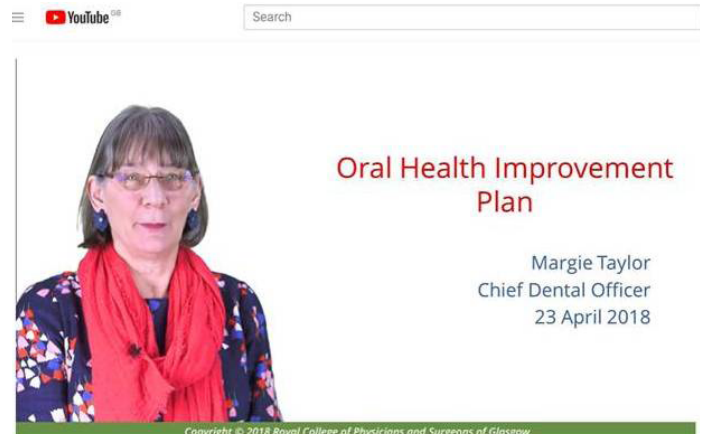 YouTube GB
Search
Oral Health Improvement
Plan
Margie Taylor
Chief Dental Officer
23 April 2018
Copyright © 2018 Royal College of Physicians and Surgeons of Glasgow